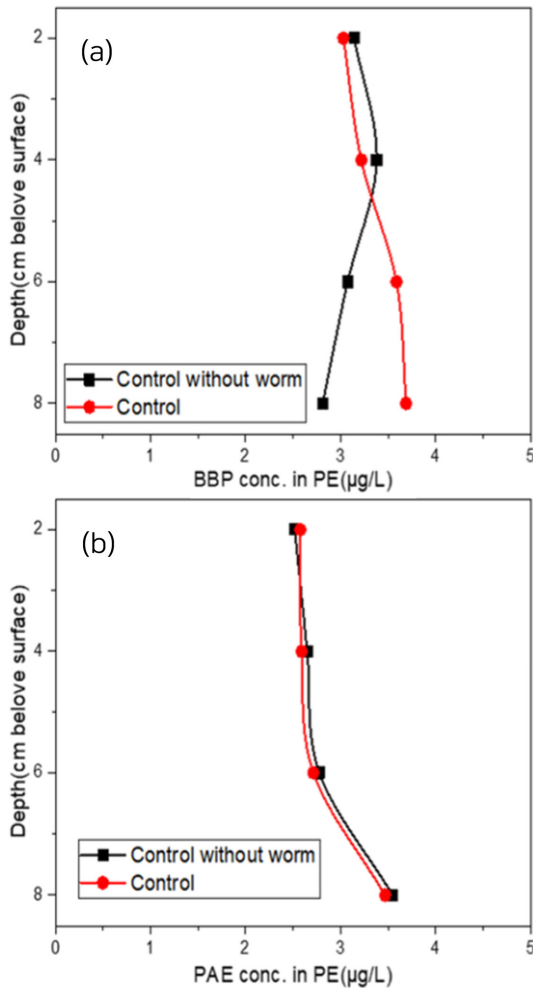 (a)
2
4
6
8
Depth(cm belove surface)
Control without worm
Control
0 1 2 3 4 5
BBP conc. in PE(µg/L)
(b)
2
4
6
8
Depth(cm belove surface)
Control without worm
Control
0 1 2 3 4 5
PAE conc. in PE(µg/L)